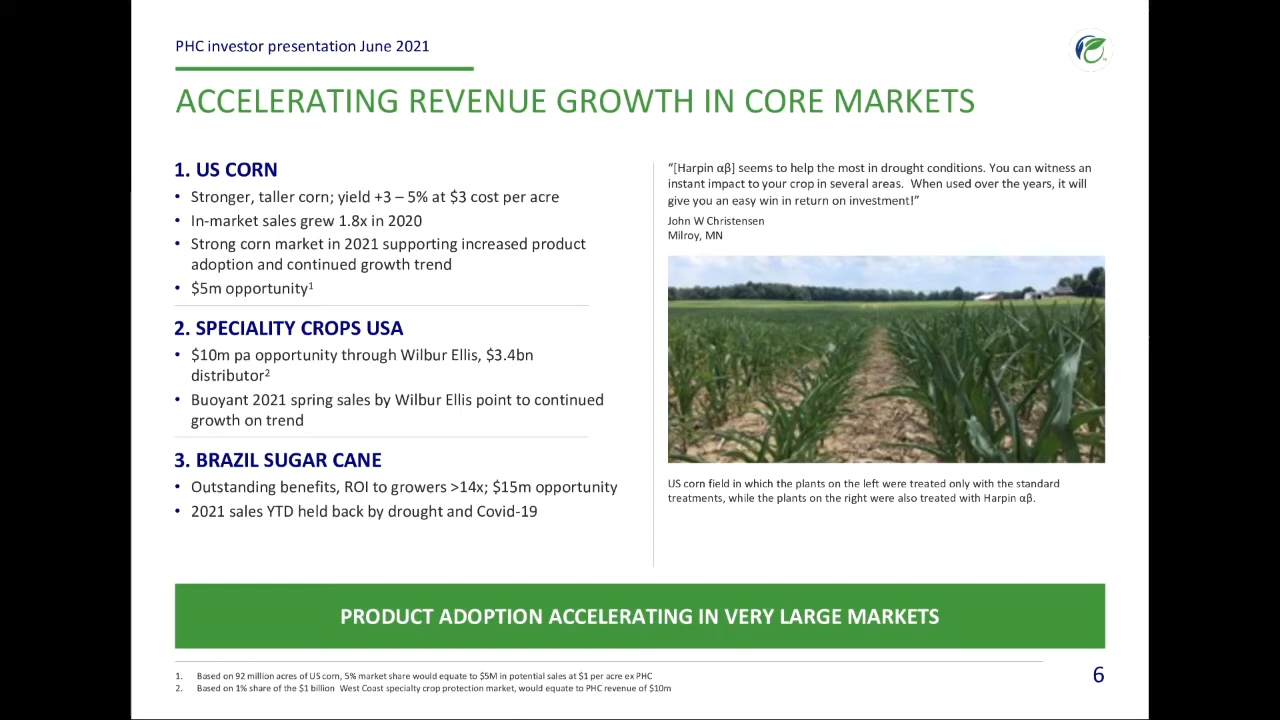 PHC investor presentation June 2021
ACCELERATING REVENUE GROWTH IN CORE MARKETS
1. US CORN
• Stronger, taller corn; yield +3 – 5% at $3 cost per acre
• In-market sales grew 1.8x in 2020
• Strong corn market in 2021 supporting increased product
adoption and continued growth trend
• $5m opportunity¹
2. SPECIALITY CROPS USA
• $10m pa opportunity through Wilbur Ellis, $3.4bn
distributor²
• Buoyant 2021 spring sales by Wilbur Ellis point to continued
growth on trend
3. BRAZIL SUGAR CANE
• Outstanding benefits, ROI to growers >14x; $15m opportunity
• 2021 sales YTD held back by drought and Covid-19
“[Harpin αβ] seems to help the most in drought conditions. You can witness an
instant impact to your crop in several areas.  When used over the years, it will
give you an easy win in return on investment!”
John W Christensen
Milroy, MN
US corn field in which the plants on the left were treated only with the standard
treatments, while the plants on the right were also treated with Harpin αβ.
PRODUCT ADOPTION ACCELERATING IN VERY LARGE MARKETS
1. Based on 92 million acres of US corn, 5% market share would equate to $5M in potential sales at $1 per acre ex PHC
2. Based on 1% share of the $1 billion  West Coast specialty crop protection market, would equate to PHC revenue of $10m
6